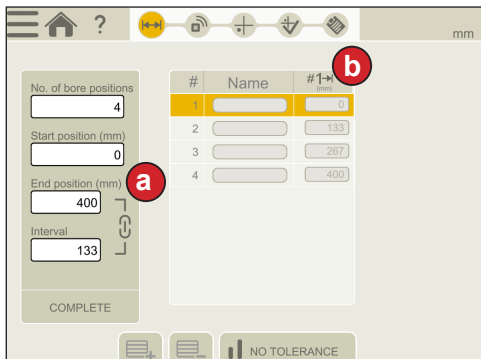 ?
mm
No. of bore positions
4
Start position (mm)
0
End position (mm)
400
Interval
133
COMPLETE
a
b
# Name #1
(mm)
1 0
2 133
3 267
4 400
NO TOLERANCE